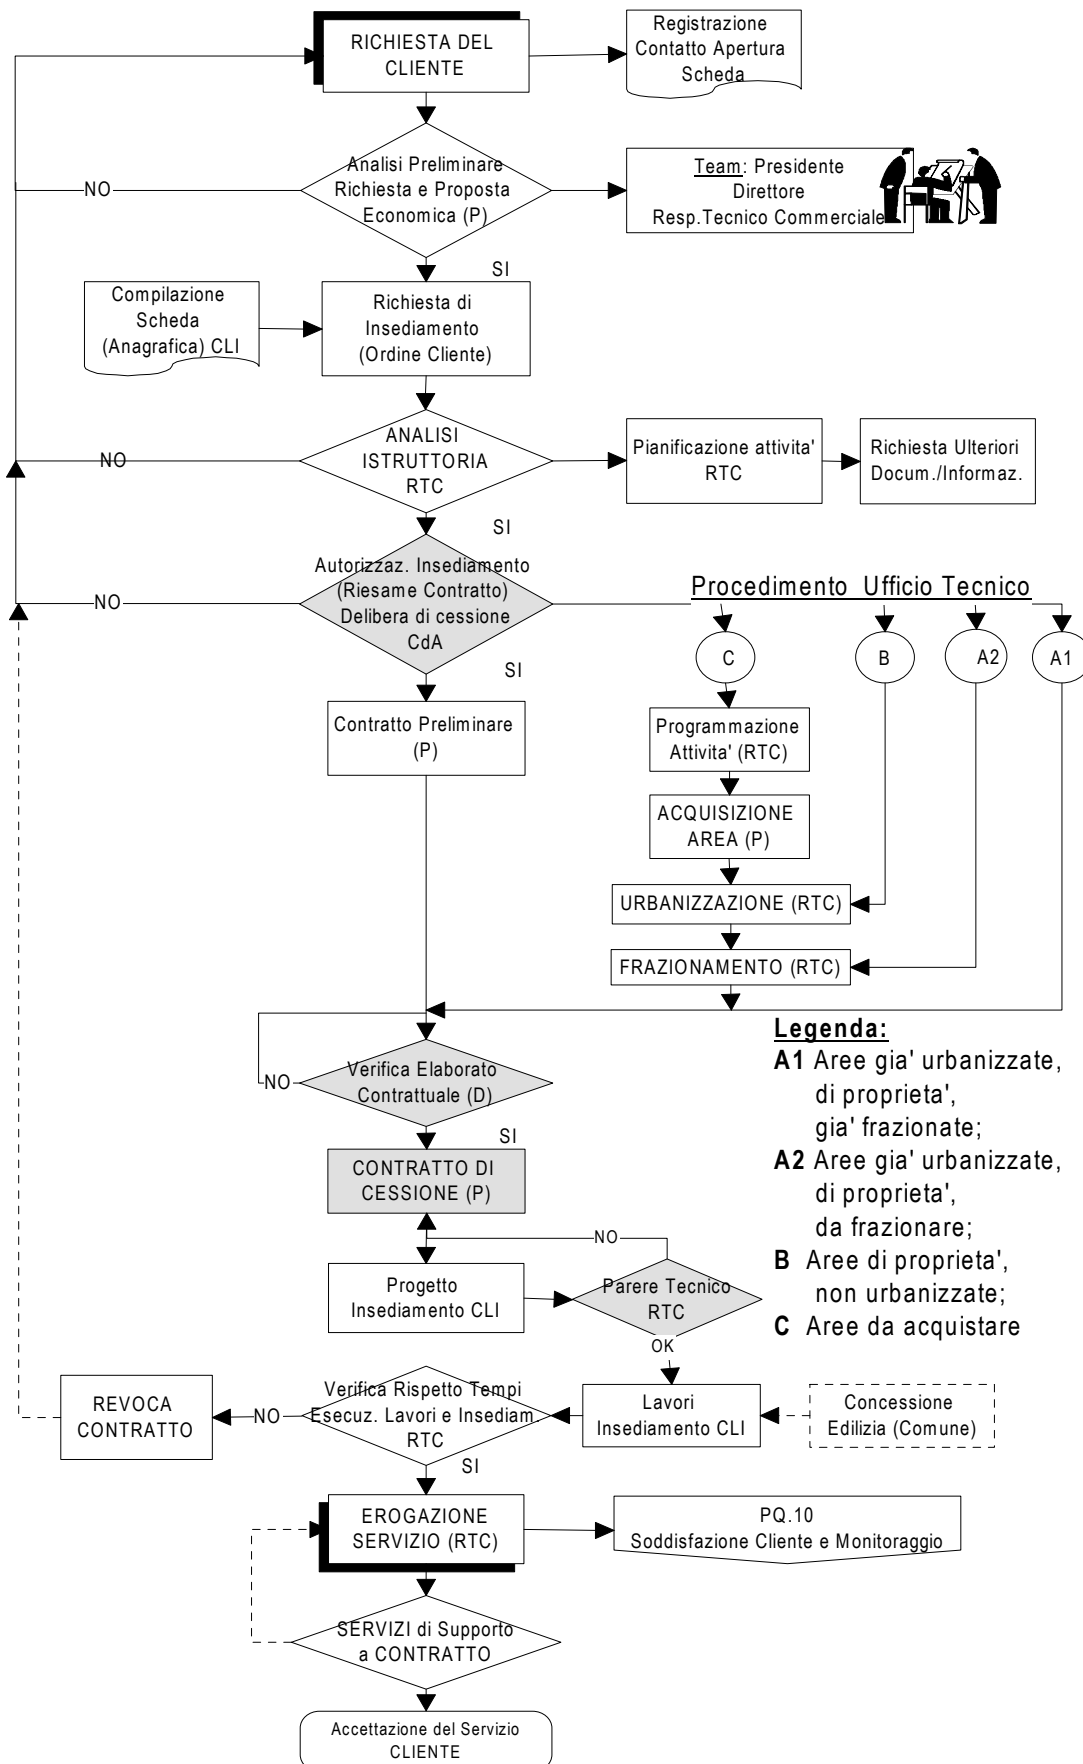 RICHIESTA DEL
CLIENTE
Registrazione
Contatto Apertura
Scheda
Analisi Preliminare
Richiesta e Proposta
Economica (P)
NO
Team: Presidente
Direttore
Resp.Tecnico Commerciale
SI
Compilazione
Scheda
(Anagrafica) CLI
Richiesta di
Insediamento
(Ordine Cliente)
ANALISI
ISTRUTTORIA
RTC
NO
Pianificazione attivita'
RTC
Richiesta Ulteriori
Docum./Informaz.
SI
Autorizzaz. Insediamento
(Riesame Contratto)
Delibera di cessione
CdA
NO
Procedimento Ufficio Tecnico
C
B
A2
A1
SI
Contratto Preliminare
(P)
Programmazione
Attivita' (RTC)
ACQUISIZIONE
AREA (P)
URBANIZZAZIONE (RTC)
FRAZIONAMENTO (RTC)
Verifica Elaborato
Contrattuale (D)
NO
SI
CONTRATTO DI
CESSIONE (P)
Legenda:
A1 Aree gia' urbanizzate,
di proprieta',
gia' frazionate;
A2 Aree gia' urbanizzate,
di proprieta',
da frazionare;
B Aree di proprieta',
non urbanizzate;
C Aree da acquistare
NO
Progetto
Insediamento CLI
Parere Tecnico
RTC
OK
REVOCA
CONTRATTO
NO
Verifica Rispetto Tempi
Esecuz. Lavori e Insediam.
RTC
Lavori
Insediamento CLI
Concessione
Edilizia (Comune)
SI
EROGAZIONE
SERVIZIO (RTC)
PQ.10
Soddisfazione Cliente e Monitoraggio
SERVIZI di Supporto
a CONTRATTO
Accettazione del Servizio
CLIENTE